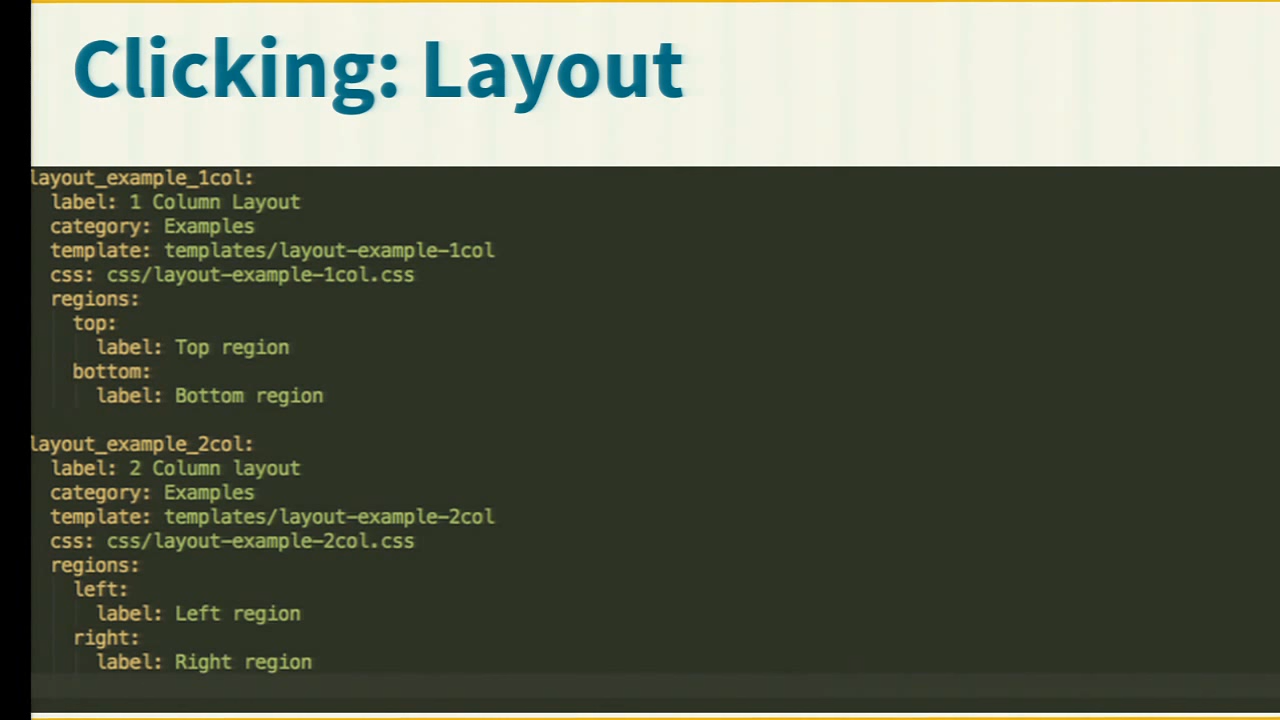 Clicking: Layout
layout_example_1col:
  label: 1 Column Layout
  category: Examples
  template: templates/layout-example-1col
  css: css/layout-example-1col.css
  regions:
    top:
      label: Top region
    bottom:
      label: Bottom region
layout_example_2col:
  label: 2 Column layout
  category: Examples
  template: templates/layout-example-2col
  css: css/layout-example-2col.css
  regions:
    left:
      label: Left region
    right:
      label: Right region